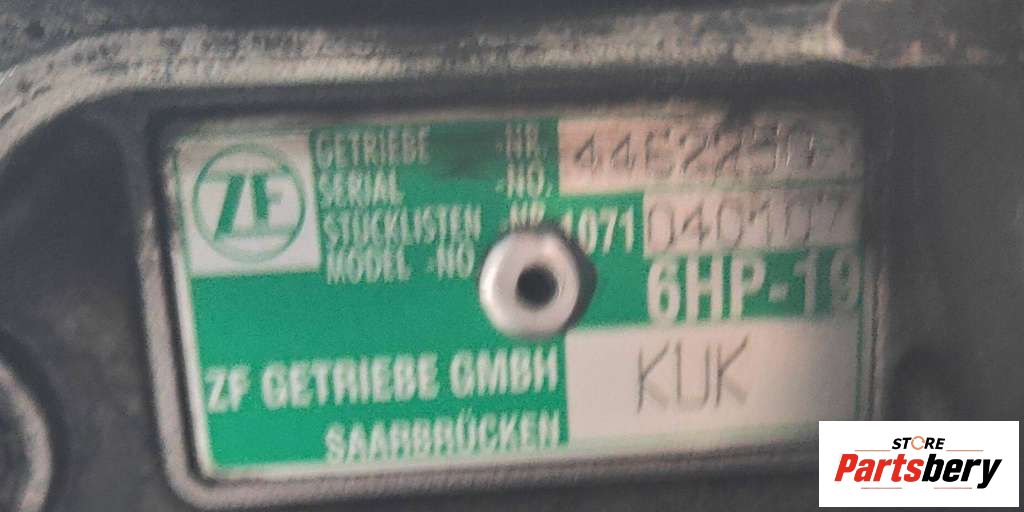 ZF
GETRIEBE -NR.
SERIAL -NO.
STÜCKLISTEN -NR. 1071 040107
MODEL -NO.
6HP-19
ZF GETRIEBE GMBH
SAARBRÜCKEN
KUK
STORE
Partsbery